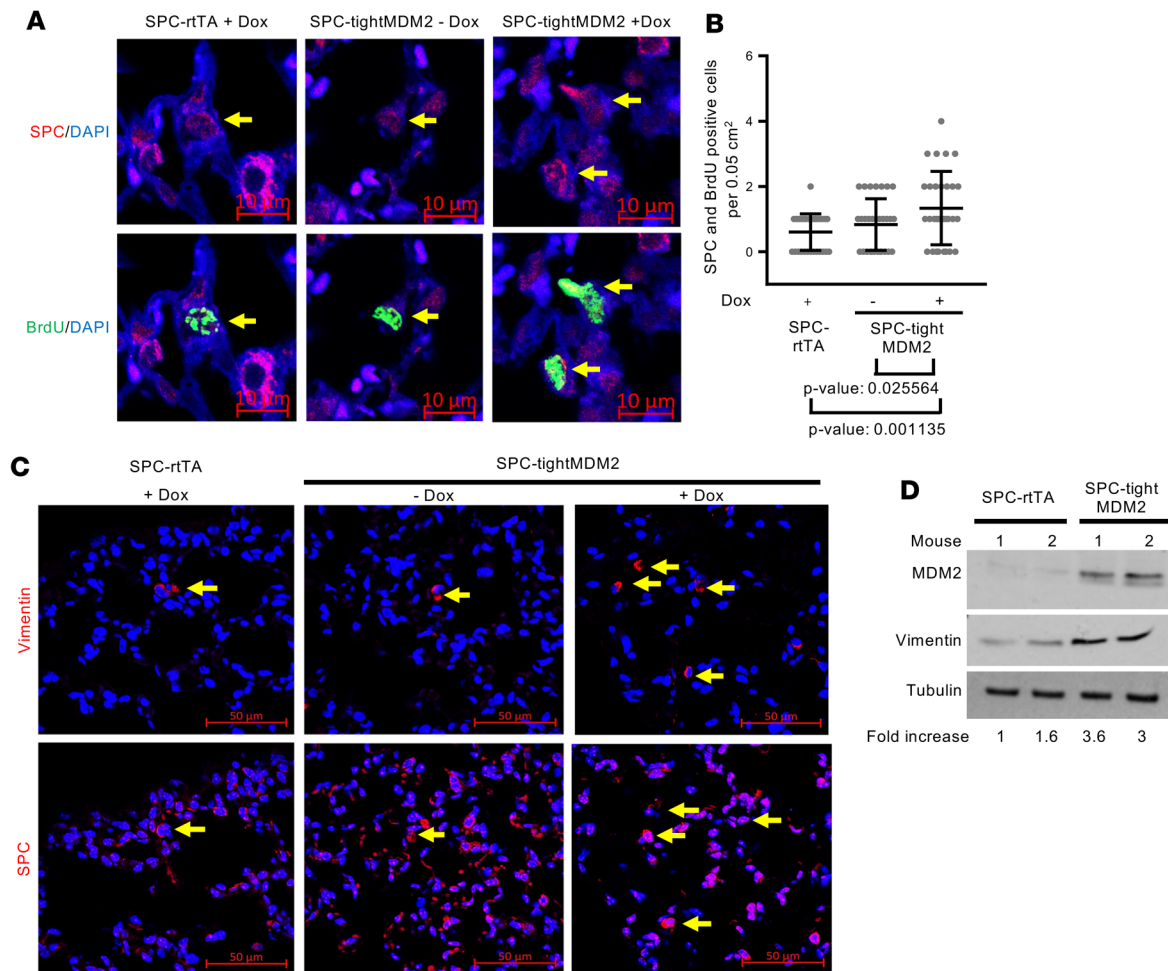 A
SPC-rtTA + Dox
SPC-tightMDM2 - Dox
SPC-tightMDM2 +Dox
SPC/DAPI
10 µm
10 µm
10 µm
BrdU/DAPI
10 µm
10 µm
10 µm
B
SPC and BrdU positive cells
per 0.05 cm²
6
4
2
0
Dox
+
-
+
SPC-
rtTA
SPC-tight
MDM2
p-value: 0.025564
p-value: 0.001135
C
SPC-rtTA
SPC-tightMDM2
+ Dox
- Dox
+ Dox
Vimentin
50 µm
50 µm
50 µm
SPC
50 µm
50 µm
50 µm
D
SPC-rtTA
SPC-tight
MDM2
Mouse 1 2 1 2
MDM2
Vimentin
Tubulin
Fold increase 1 1.6 3.6 3